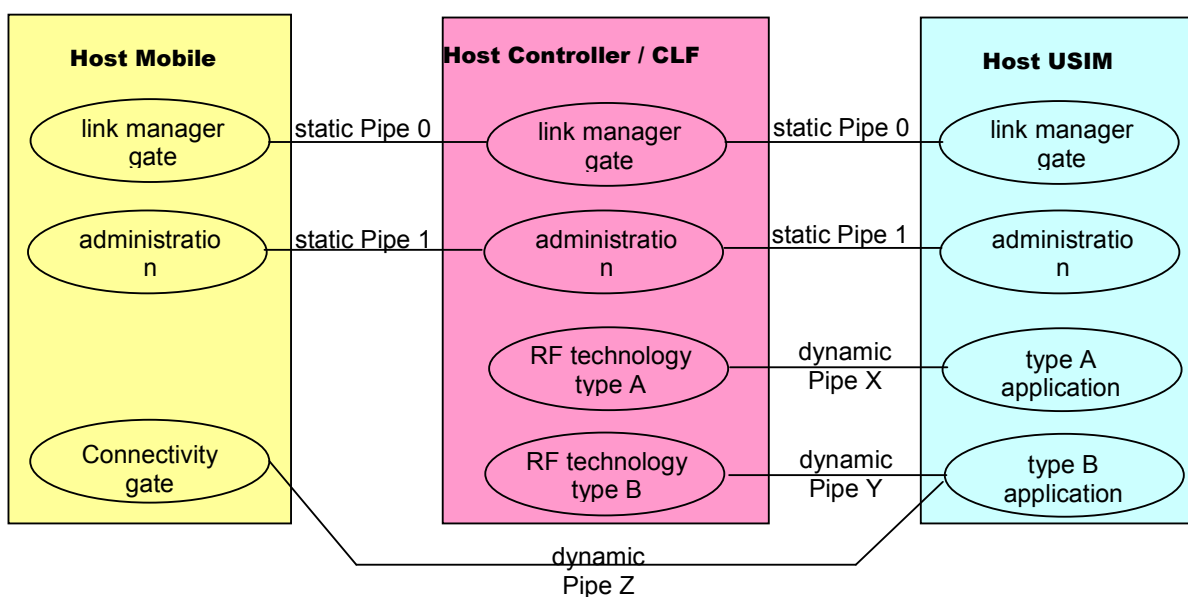 Host Mobile
Host Controller / CLF
Host USIM
link manager
gate
static Pipe 0
link manager
gate
static Pipe 0
link manager
gate
administratio
n
static Pipe 1
administratio
n
static Pipe 1
administratio
n
RF technology
type A
dynamic
Pipe X
type A
application
Connectivity
gate
RF technology
type B
dynamic
Pipe Y
type B
application
dynamic
Pipe Z